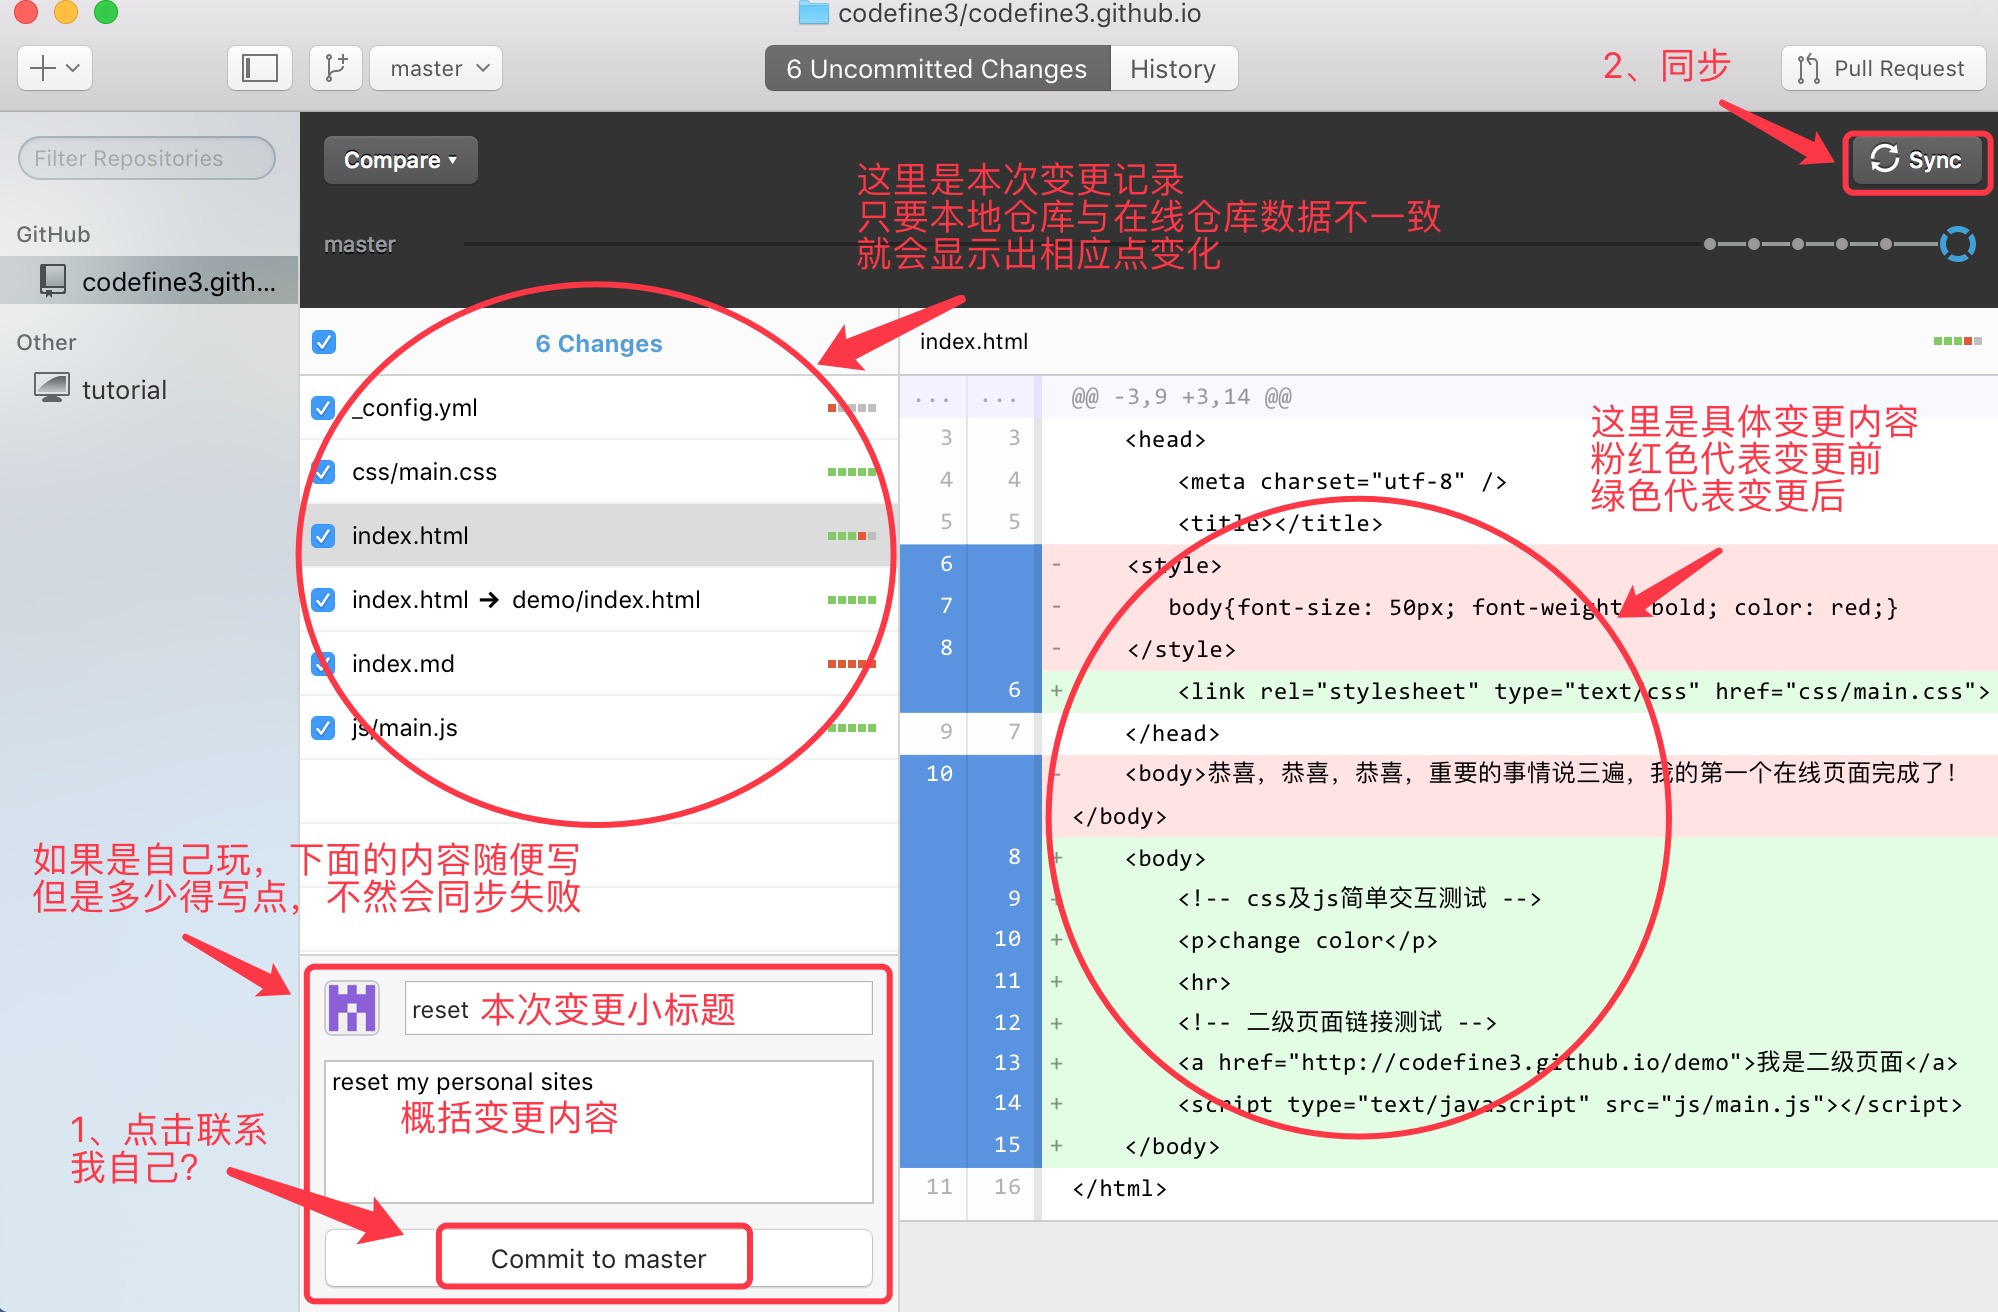 codefine3/codefine3.github.io
master
6 Uncommitted Changes
History
2、同步
Pull Request
Filter Repositories
GitHub
codefine3.gith...
Other
tutorial
Compare
Sync
master
这里是本次变更记录
只要本地仓库与在线仓库数据不一致
就会显示出相应点变化
6 Changes
_config.yml
css/main.css
index.html
index.html → demo/index.html
index.md
js/main.js
index.html
... ... @@ -3,9 +3,14 @@
3 3 <head>
4 4 <meta charset="utf-8" />
5 5 <title></title>
6 - <style>
7 - body{font-size: 50px; font-weight: bold; color: red;}
8 - </style>
6 + <link rel="stylesheet" type="text/css" href="css/main.css">
9 7 </head>
10 - <body>恭喜，恭喜，恭喜，重要的事情说三遍，我的第一个在线页面完成了！
</body>
8 + <body>
9 + <!-- css及js简单交互测试 -->
10 + <p>change color</p>
11 + <hr>
12 + <!-- 二级页面链接测试 -->
13 + <a href="http://codefine3.github.io/demo">我是二级页面</a>
14 + <script type="text/javascript" src="js/main.js"></script>
15 + </body>
11 16 </html>
这里是具体变更内容
粉红色代表变更前
绿色代表变更后
如果是自己玩，下面的内容随便写
但是多少得写点，不然会同步失败
reset 本次变更小标题
reset my personal sites
概括变更内容
1、点击联系
我自己?
Commit to master